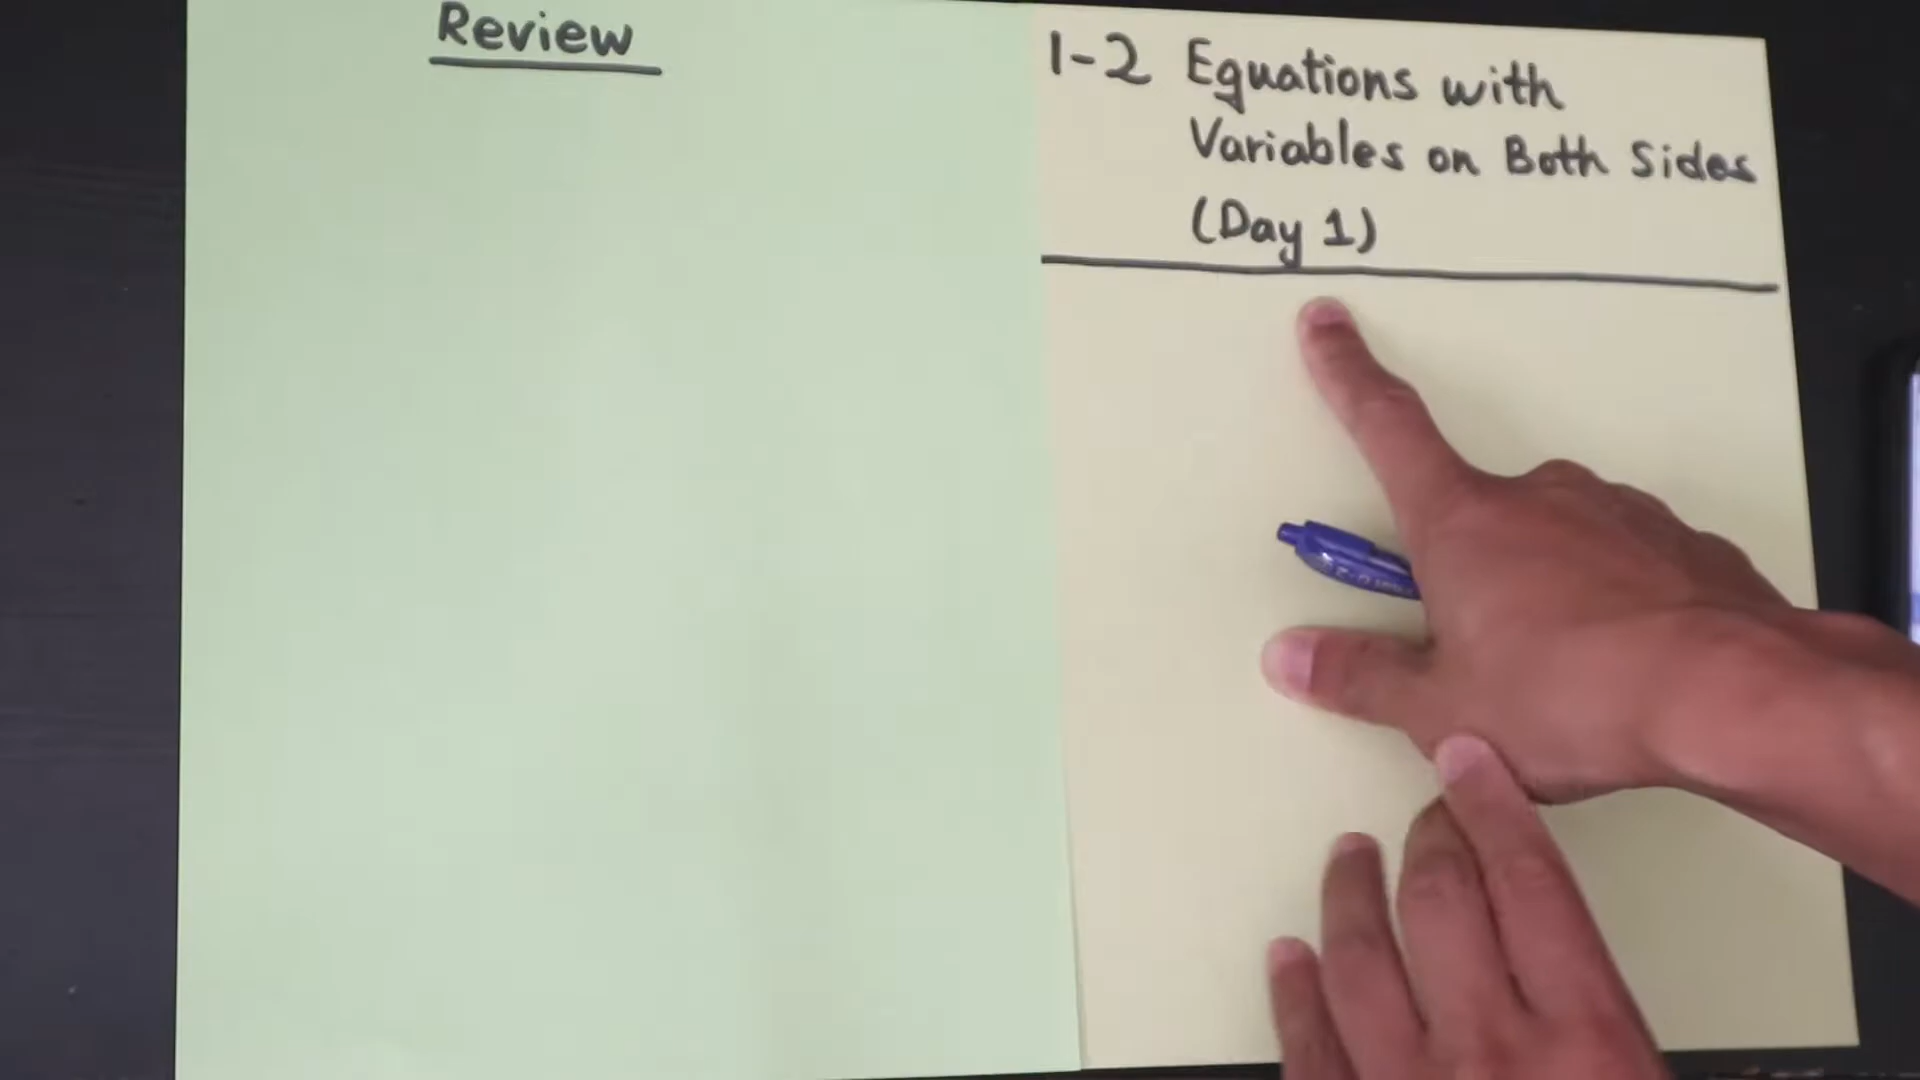 Review
1-2 Equations with
Variables on Both Sides
(Day 1)